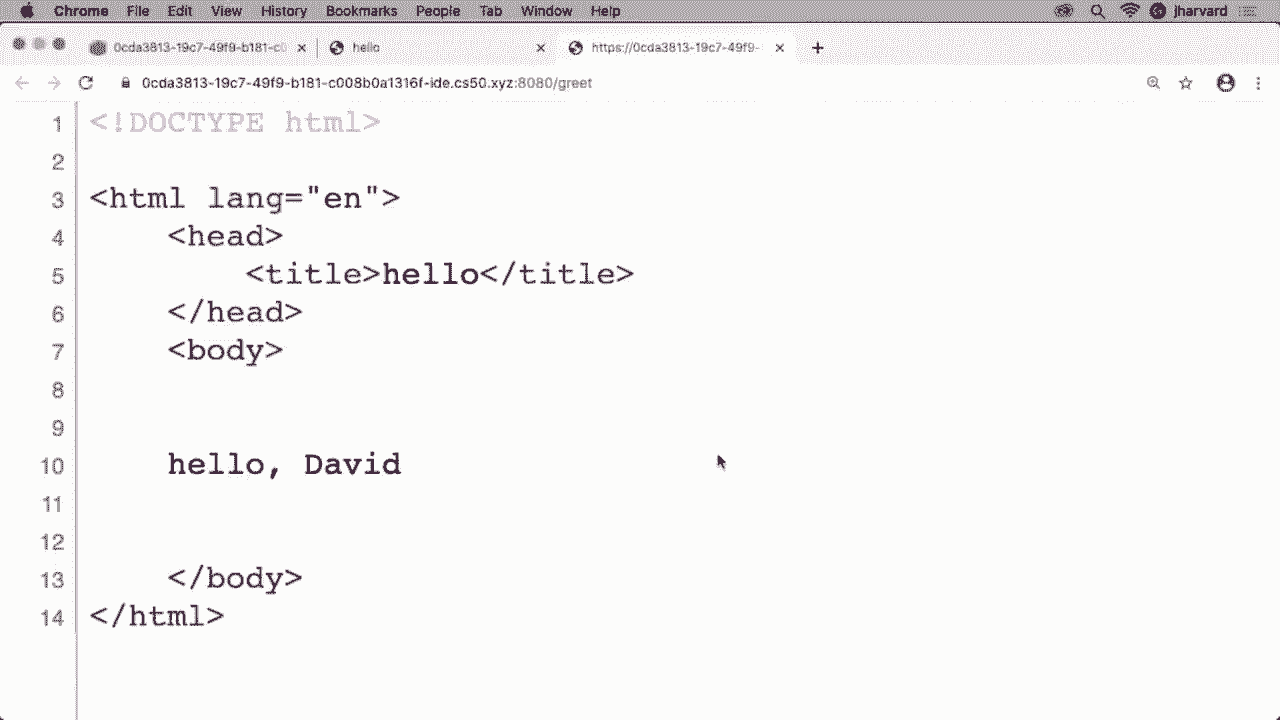 Chrome File Edit View History Bookmarks People Tab Window Help jharvard
0cda3813-19c7-49f9-b181-c0 hello https://0cda3813-19c7-49f9-
0cda3813-19c7-49f9-b181-c008b0a1316f-ide.cs50.xyz:8080/greet
1 <!DOCTYPE html>
2
3 <html lang="en">
4 <head>
5 <title>hello</title>
6 </head>
7 <body>
8
9
10 hello, David
11
12
13 </body>
14 </html>